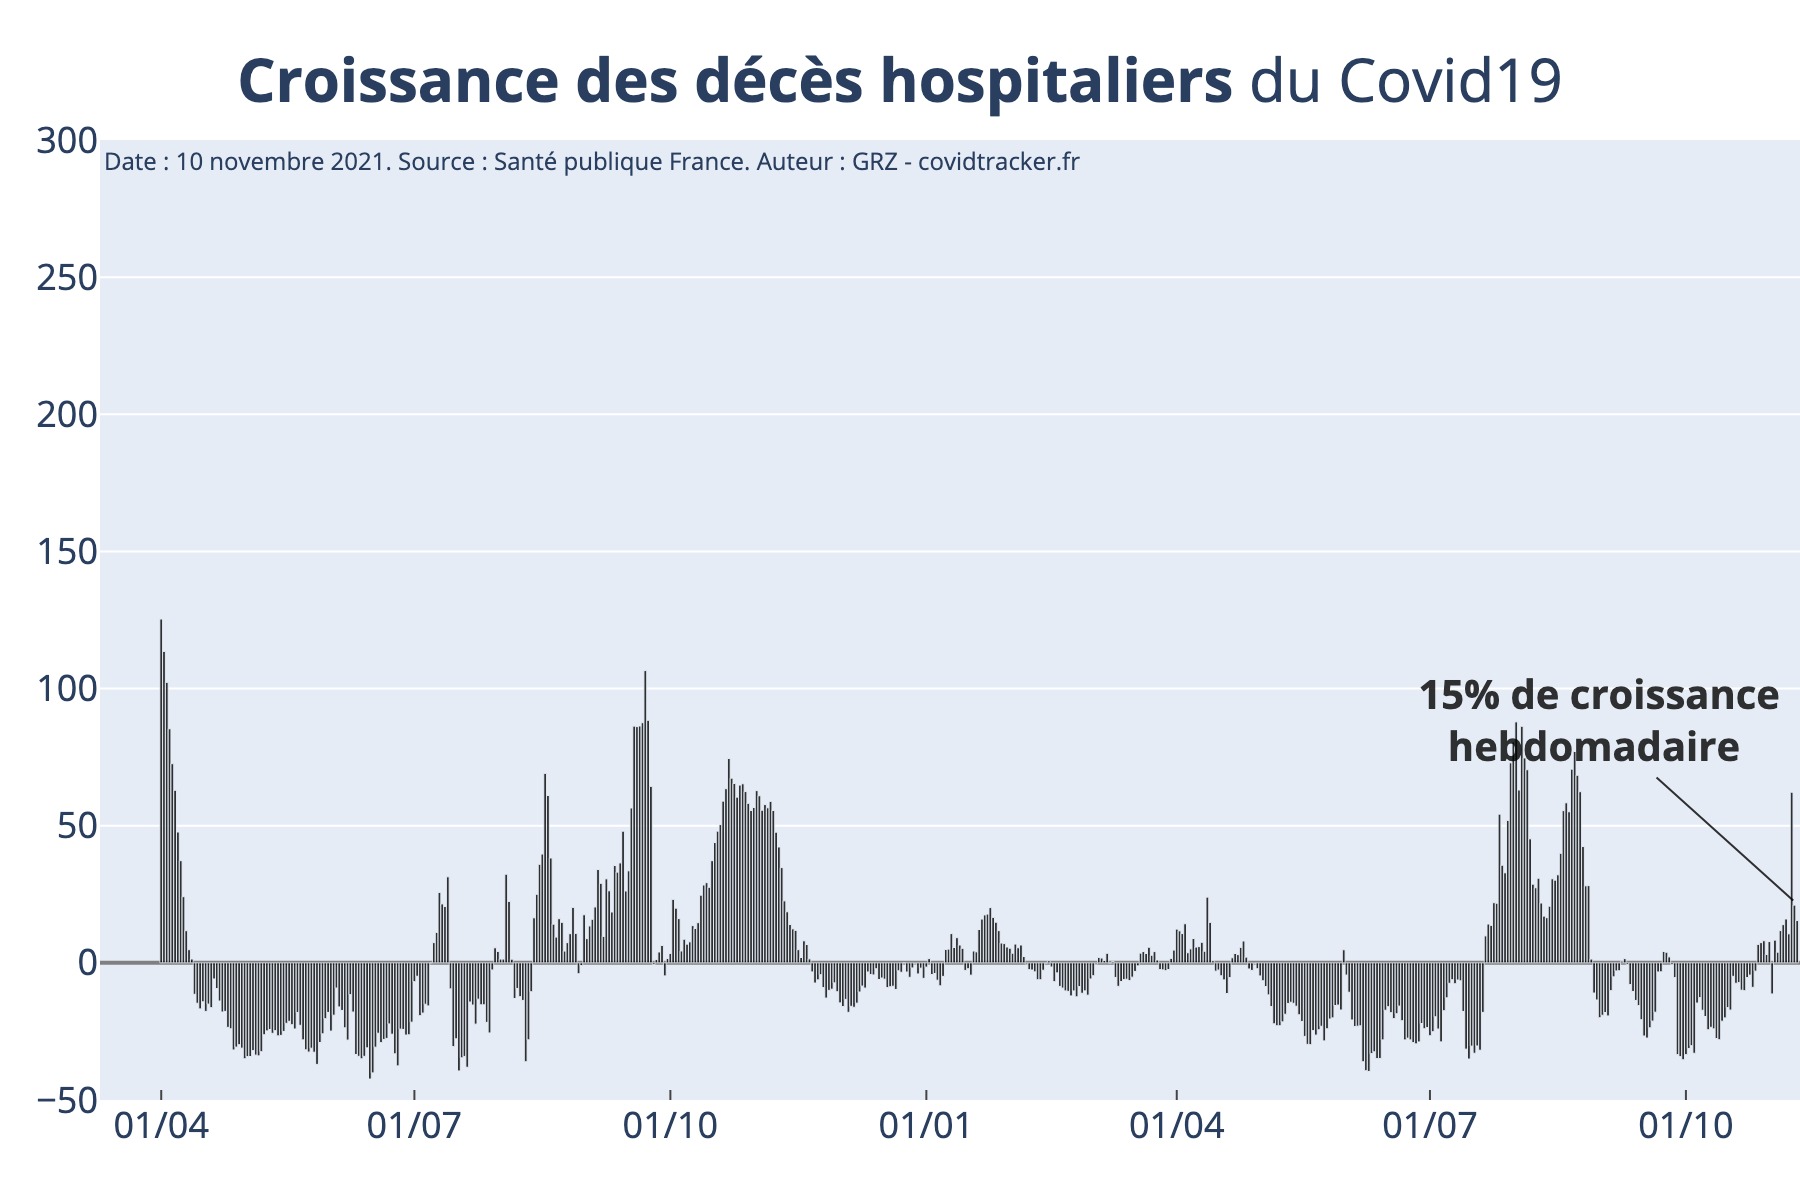 Croissance des décès hospitaliers du Covid19
300
Date : 10 novembre 2021. Source : Santé publique France. Auteur : GRZ - covidtracker.fr
250
200
150
100
15% de croissance
hebdomadaire
50
0
−50
01/04 01/07 01/10 01/01 01/04 01/07 01/10